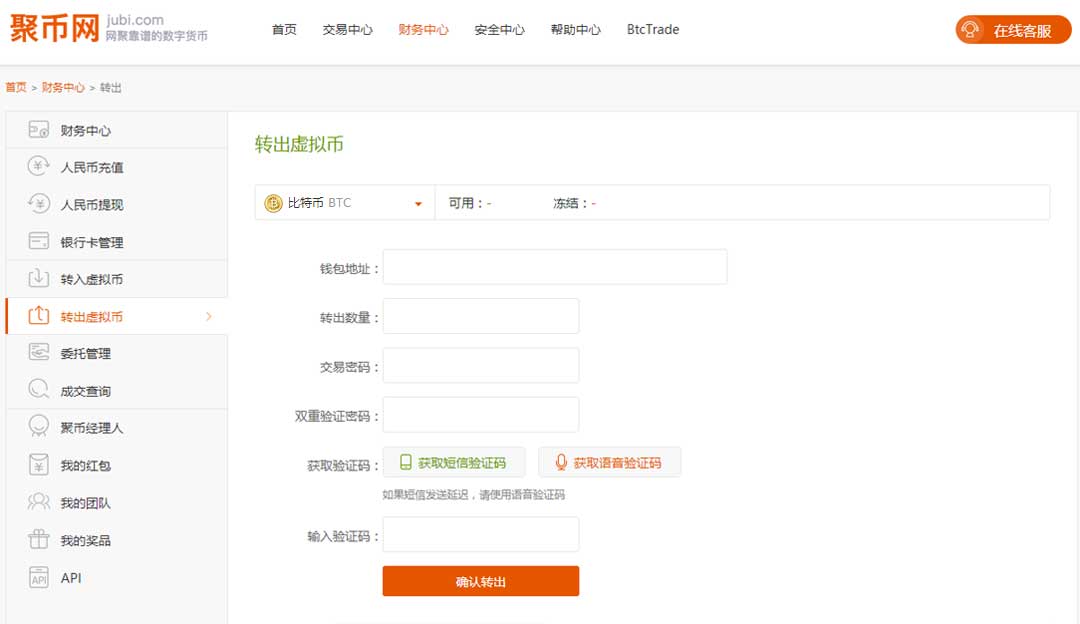 聚币网 jubi.com
网聚靠谱的数字货币
首页 交易中心 财务中心 安全中心 帮助中心 BtcTrade
在线客服
首页 > 财务中心 > 转出
财务中心
人民币充值
人民币提现
银行卡管理
转入虚拟币
转出虚拟币
委托管理
成交查询
聚币经理人
我的红包
我的团队
我的奖品
API
转出虚拟币
比特币 BTC 可用：- 冻结：-
钱包地址：
转出数量：
交易密码：
双重验证密码：
获取验证码： 获取短信验证码 获取语音验证码
如果短信发送延迟，请使用语音验证码
输入验证码：
确认转出